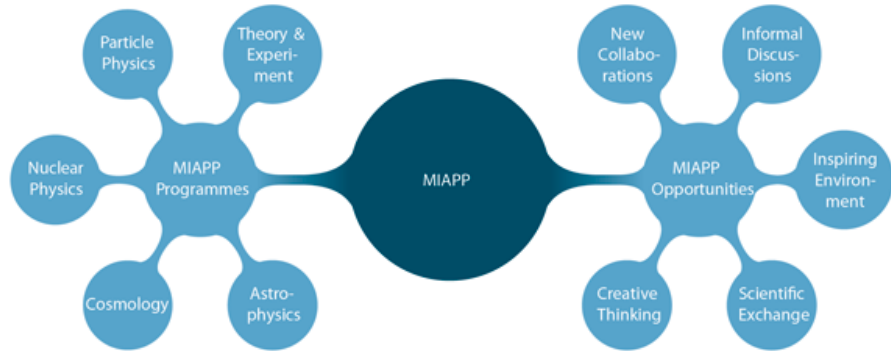 Particle
Physics
Theory &
Experi-
ment
Nuclear
Physics
MIAPP
Programmes
Cosmology
Astro-
physics
MIAPP
New
Collabo-
rations
Informal
Discus-
sions
MIAPP
Opportunities
Inspiring
Environ-
ment
Creative
Thinking
Scientific
Exchange